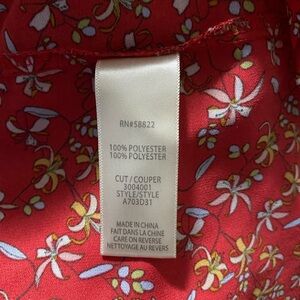 RN#58822
100% POLYESTER
100% POLYESTER
CUT / COUPER
3004001
STYLE/STYLE
A703D31
MADE IN CHINA
FAIT DANS LA CHINE
CARE ON REVERSE
NETTOYAGE AU REVERS